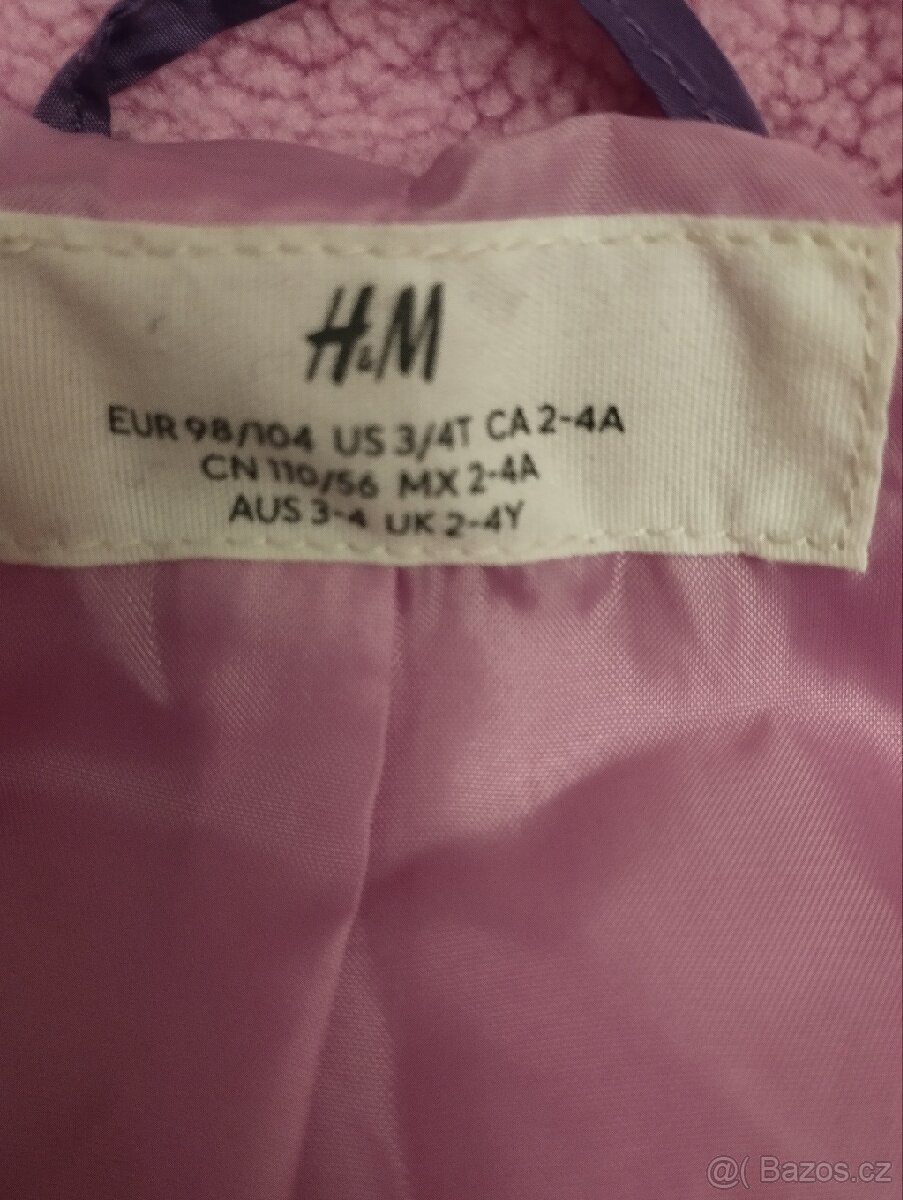 H&M
EUR 98/104 US 3/4T CA 2-4A
CN 110/56 MX 2-4A
AUS 3-4 UK 2-4Y
@( Bazos.cz